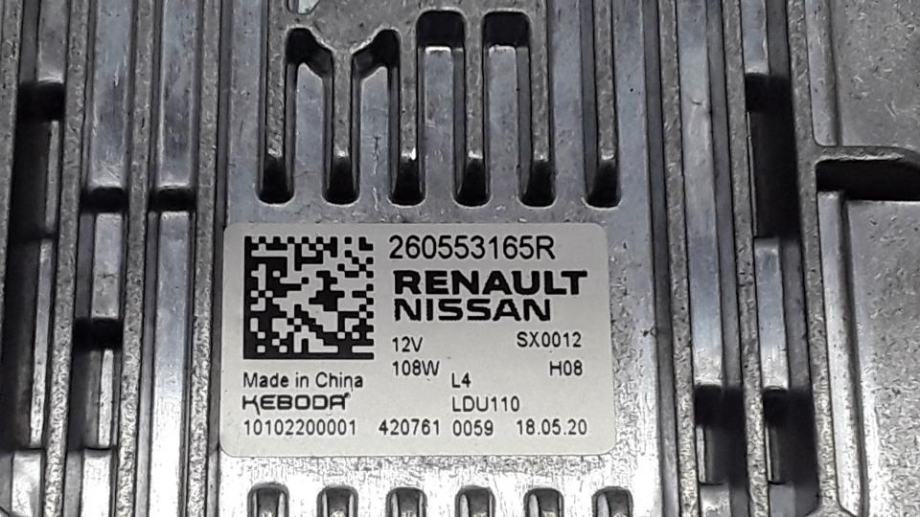 260553165R
RENAULT
NISSAN
12V SX0012
108W H08
Made in China L4
KEBODA LDU110
10102200001 420761 0059 18.05.20